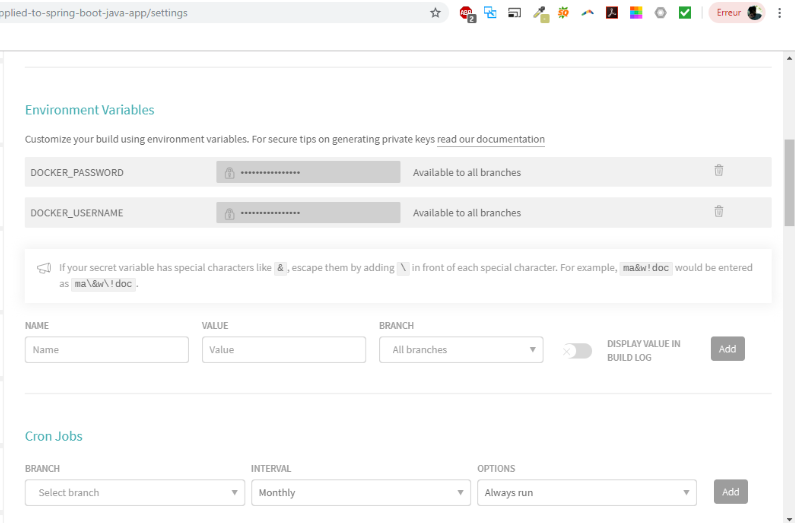 pplied-to-spring-boot-java-app/settings
ABP
2
Erreur
Environment Variables
Customize your build using environment variables. For secure tips on generating private keys read our documentation
DOCKER_PASSWORD •••••••••••••••• Available to all branches
DOCKER_USERNAME •••••••••••••••• Available to all branches
If your secret variable has special characters like &, escape them by adding \ in front of each special character. For example, ma&w!doc would be entered
as ma\&w\!doc.
NAME VALUE BRANCH
Name Value All branches DISPLAY VALUE IN
BUILD LOG Add
Cron Jobs
BRANCH INTERVAL OPTIONS
Select branch Monthly Always run Add